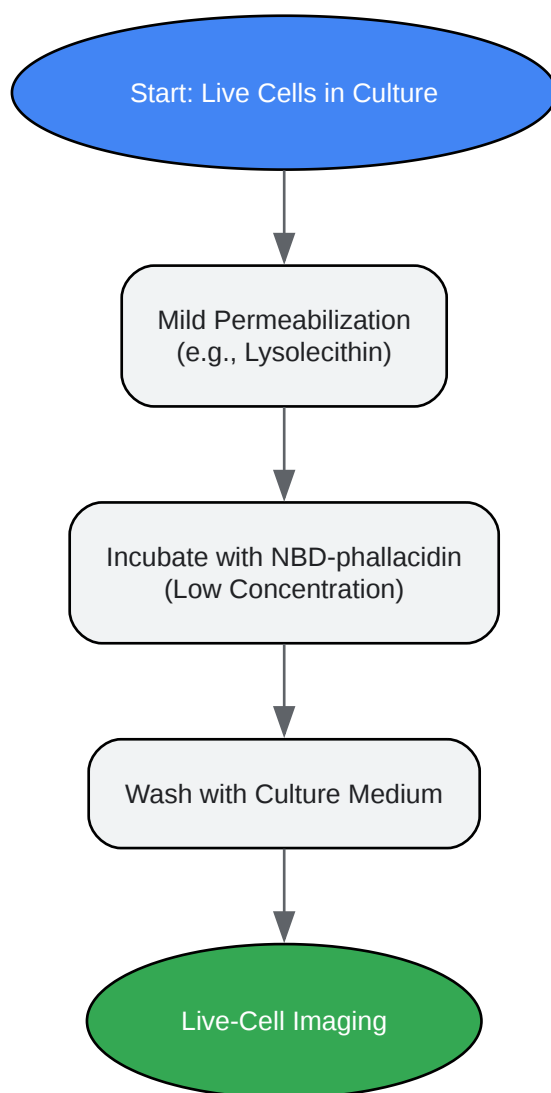 Start: Live Cells in Culture
Mild Permeabilization
(e.g., Lysolecithin)
Incubate with NBD-phallacidin
(Low Concentration)
Wash with Culture Medium
Live-Cell Imaging